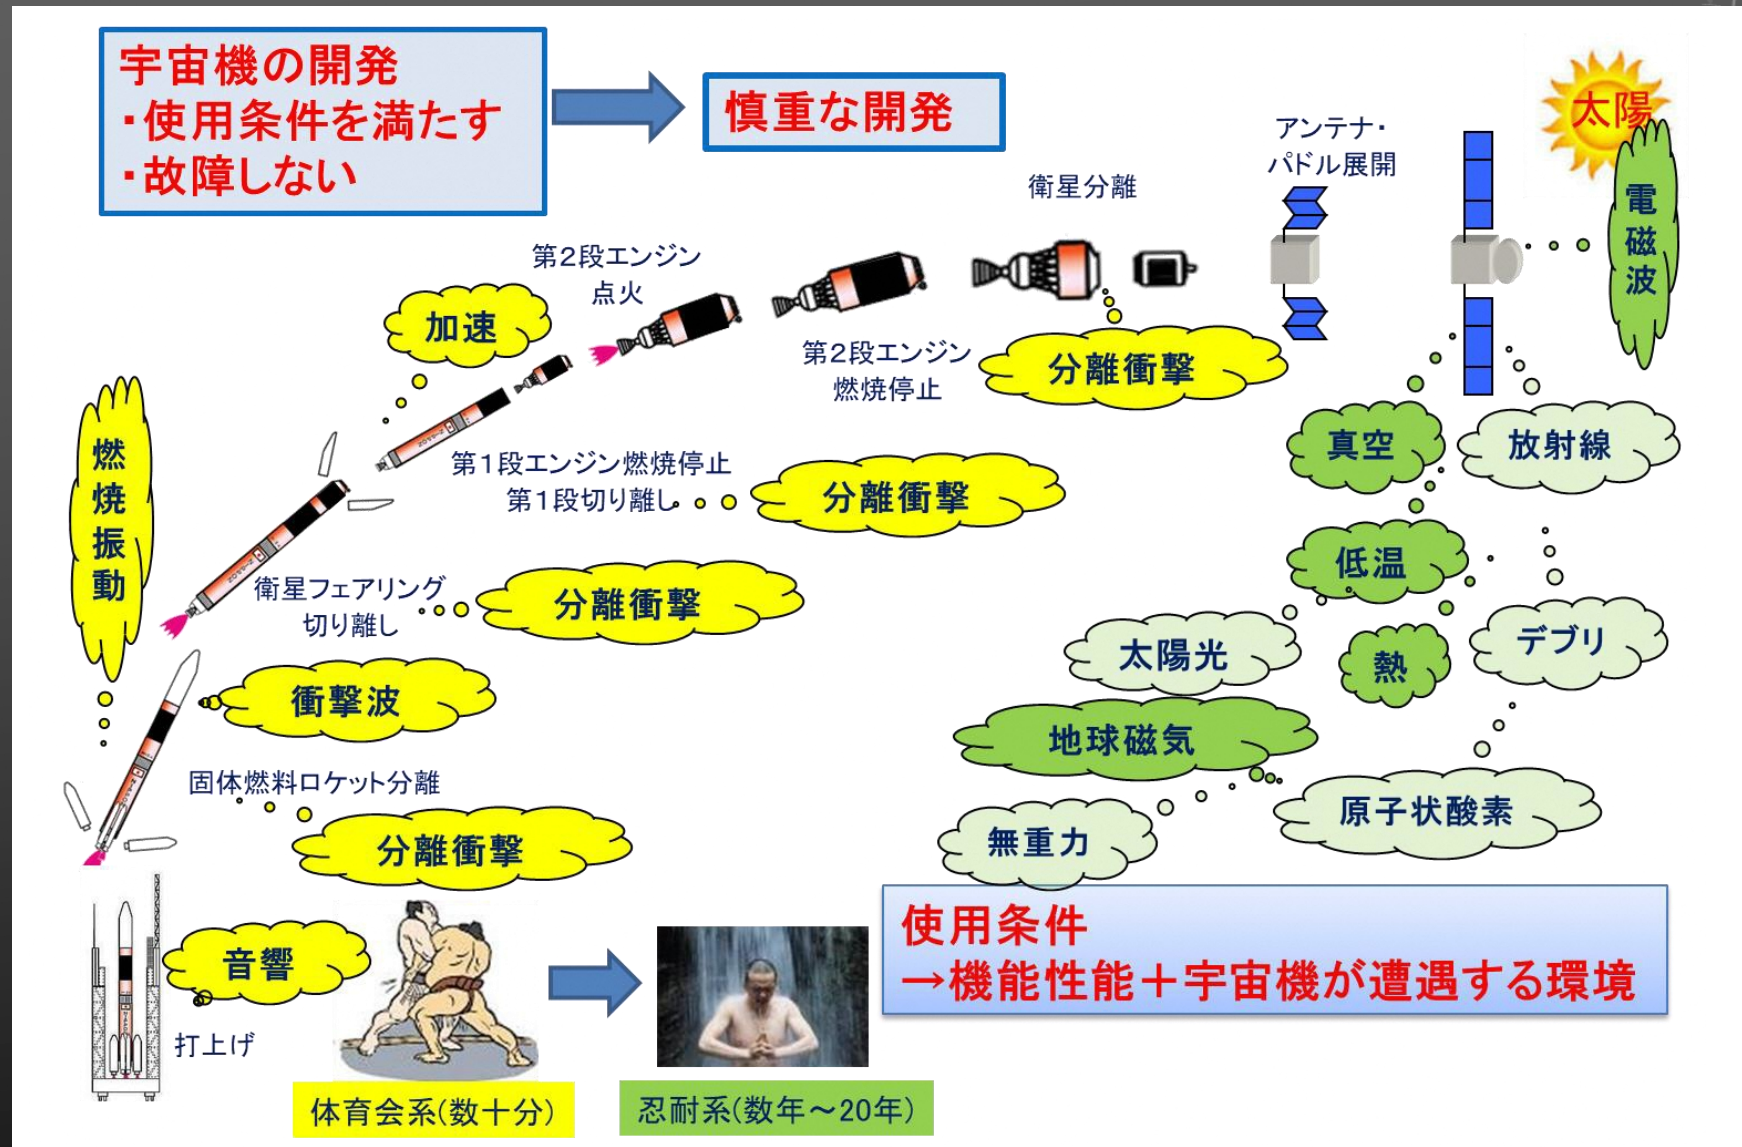 宇宙機の開発
・使用条件を満たす
・故障しない
慎重な開発
太陽
電磁波
アンテナ・
パドル展開
衛星分離
第２段エンジン
点火
加速
第２段エンジン
燃焼停止
分離衝撃
真空
放射線
燃焼振動
第１段エンジン燃焼停止
第１段切り離し
分離衝撃
低温
衛星フェアリング
切り離し
分離衝撃
太陽光
熱
デブリ
衝撃波
地球磁気
固体燃料ロケット分離
分離衝撃
無重力
原子状酸素
音響
打上げ
使用条件
→機能性能＋宇宙機が遭遇する環境
体育会系(数十分)
忍耐系(数年～20年)